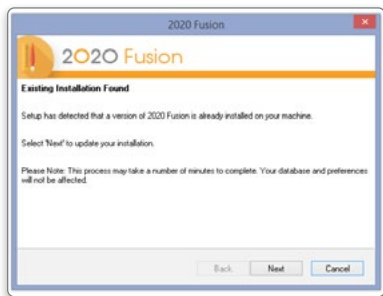 2020 Fusion
2020 Fusion
Existing Installation Found
Setup has detected that a version of 2020 Fusion is already installed on your machine.
Select 'Next' to update your installation.
Please Note: This process may take a number of minutes to complete. Your database and preferences
will not be affected.
Back Next Cancel